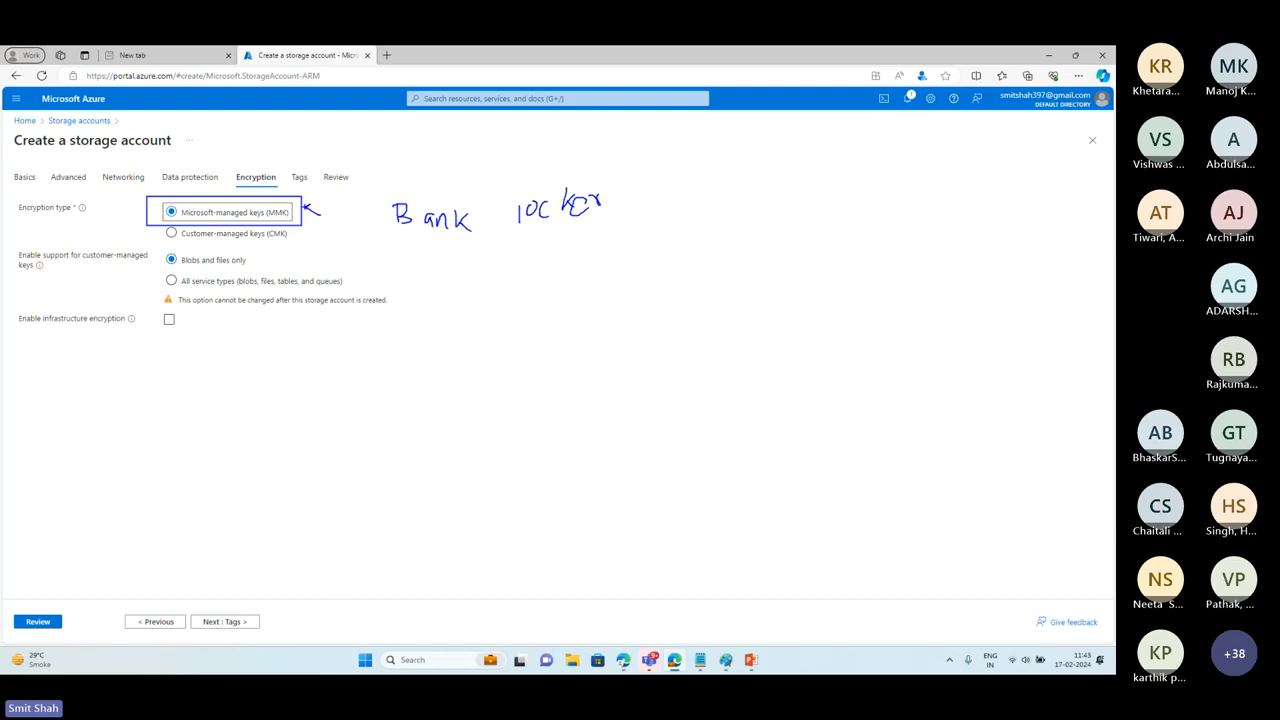 Work
New tab
Create a storage account - Micro
https://portal.azure.com/#create/Microsoft.StorageAccount-ARM
Microsoft Azure
Search resources, services, and docs (G+/)
1
smitshah397@gmail.com
DEFAULT DIRECTORY
Home > Storage accounts >
Create a storage account ...
Basics Advanced Networking Data protection Encryption Tags Review
Encryption type *
Microsoft-managed keys (MMK)
Customer-managed keys (CMK)
Bank locker
Enable support for customer-managed
keys
Blobs and files only
All service types (blobs, files, tables, and queues)
This option cannot be changed after this storage account is created.
Enable infrastructure encryption
Review
< Previous
Next : Tags >
Give feedback
29°C
Smoke
Search
ENG
IN
11:43
17-02-2024
Smit Shah
KR
Khetara...
MK
Manoj K...
VS
Vishwas ...
A
Abdulsa...
AT
Tiwari, A...
AJ
Archi Jain
AG
ADARSH...
RB
Rajkuma...
AB
BhaskarS...
GT
Tugnaya...
CS
Chaitali ...
HS
Singh, H...
NS
Neeta S...
VP
Pathak, ...
KP
karthik p...
+38